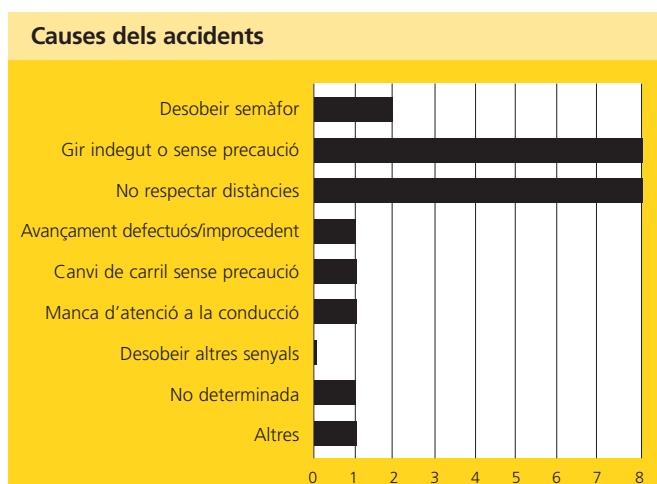 Causes dels accidents
Desobeir semàfor
Gir indegut o sense precaució
No respectar distàncies
Avançament defectuós/improcedent
Canvi de carril sense precaució
Manca d’atenció a la conducció
Desobeir altres senyals
No determinada
Altres
0 1 2 3 4 5 6 7 8